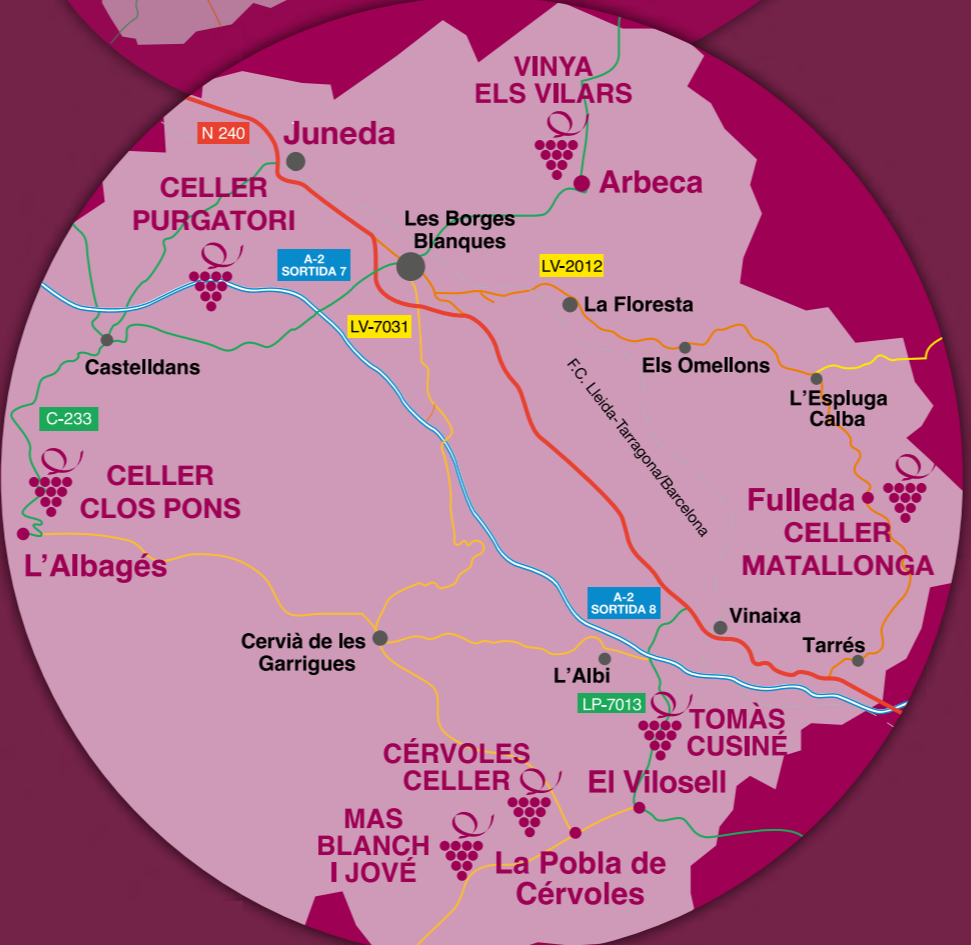 VINYA
ELS VILARS
N 240
Juneda
CELLER
PURGATORI
Arbeca
Les Borges
Blanques
A-2
SORTIDA 7
LV-2012
La Floresta
LV-7031
Castelldans
Els Omellons
L'Espluga
Calba
F.C. Lleida-Tarragona/Barcelona
C-233
CELLER
CLOS PONS
Fulleda
CELLER
MATALLONGA
L'Albagés
A-2
SORTIDA 8
Vinaixa
Cervià de les
Garrigues
Tarrés
L'Albi
LP-7013
TOMÀS
CUSINÉ
CÉRVOLES
CELLER
El Vilosell
MAS
BLANCH
I JOVÉ
La Pobla de
Cérvoles